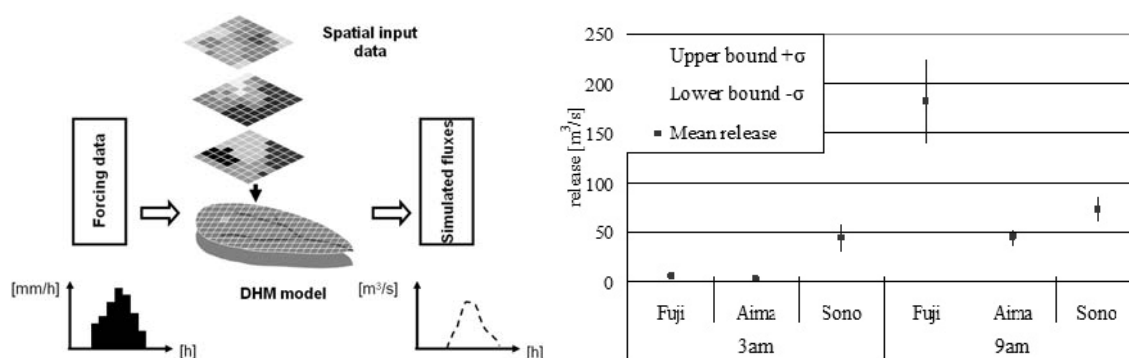 Spatial input
data
Forcing data
Simulated fluxes
DHM model
[mm/h]
[h]
[m³/s]
[h]
release [m³/s]
250
200
150
100
50
0
Upper bound +σ
Lower bound -σ
Mean release
Fuji
Aima
Sono
Fuji
Aima
Sono
3am
9am